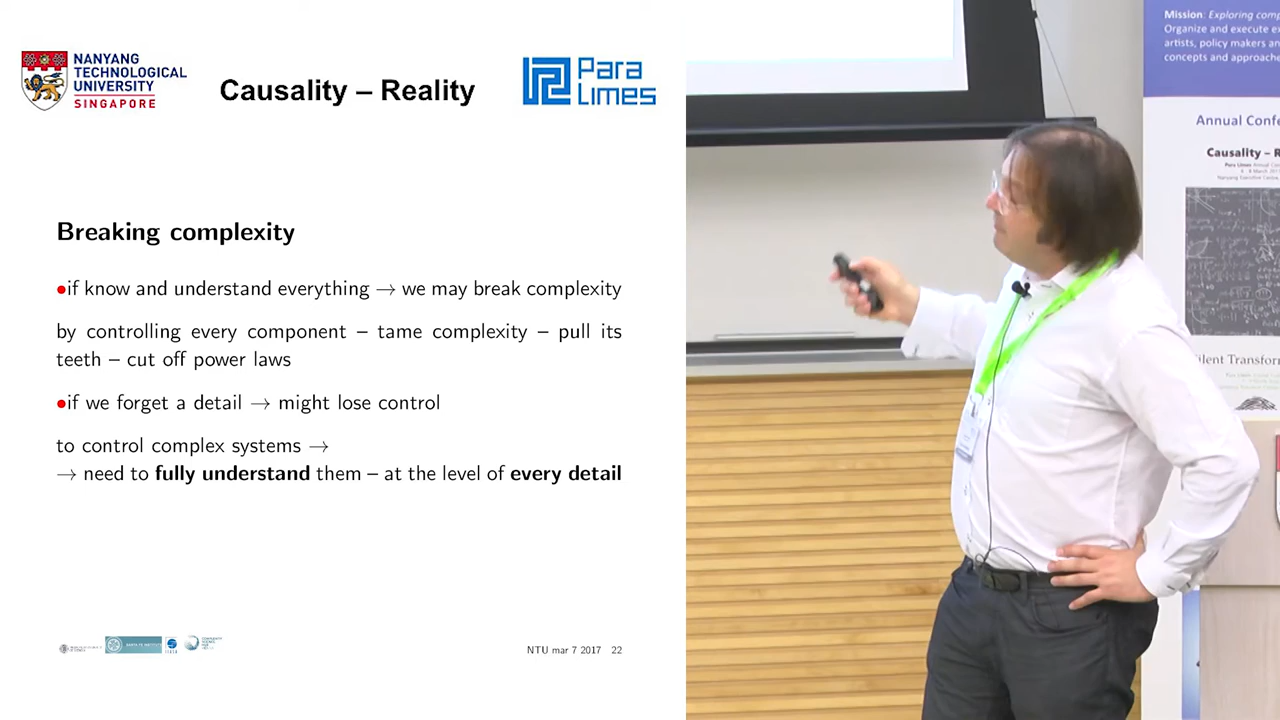 NANYANG
TECHNOLOGICAL
UNIVERSITY
SINGAPORE
Causality – Reality
Para
Limes
Breaking complexity
•if know and understand everything → we may break complexity
by controlling every component – tame complexity – pull its
teeth – cut off power laws
•if we forget a detail → might lose control
to control complex systems →
→ need to fully understand them – at the level of every detail
NTU mar 7 2017 22
Mission: Exploring comp
Organize and execute ex
artists, policy makers an
concepts and approache
Annual Confe
Causality – R
ilent Transform